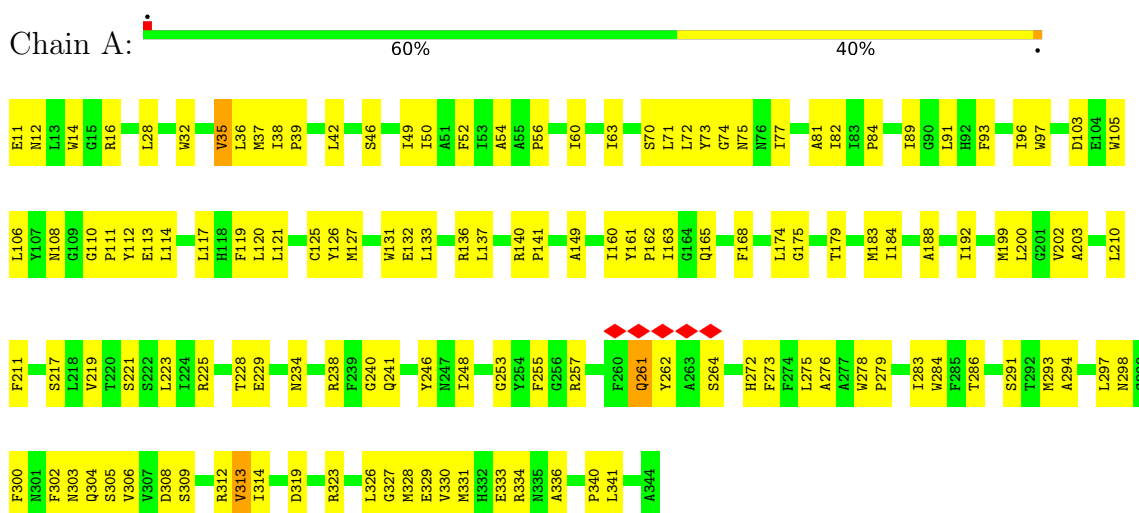 Chain A:
60% 40%
E11 N12 L13 W14 G15 R16 L28 W32 V35 L36 M37 I38 P39 L42 S46 I49 I50 A51 F52 I53 A54 A55 P56 I60 I63 S70 L71 L72 Y73 G74 N75 N76 I77 A81 I82 I83 P84 I89 G90 L91 H92 F93 I96 W97 D103 E104 W105
L106 Y107 N108 G109 G110 P111 Y112 E113 L114 L117 H118 F119 L120 L121 C125 Y126 M127 W131 E132 L133 R136 L137 R140 P141 A149 I160 Y161 P162 I163 G164 Q165 F168 L174 G175 T179 M183 I184 A188 I192 M199 L200 G201 V202 A203 L210
F211 S217 L218 V219 T220 S221 S222 L223 I224 R225 T228 E229 N234 R238 F239 G240 Q241 Y246 N247 I248 G253 Y254 F255 G256 R257 F260 Q261 Y262 A263 S264 H272 F273 F274 L275 A276 A277 W278 P279 I283 W284 F285 T286 S291 T292 M293 A294 L297 N298
F300 N301 F302 N303 Q304 S305 V306 V307 D308 S309 R312 V313 I314 D319 R323 L326 G327 M328 E329 V330 M331 H332 E333 R334 N335 A336 P340 L341 A344